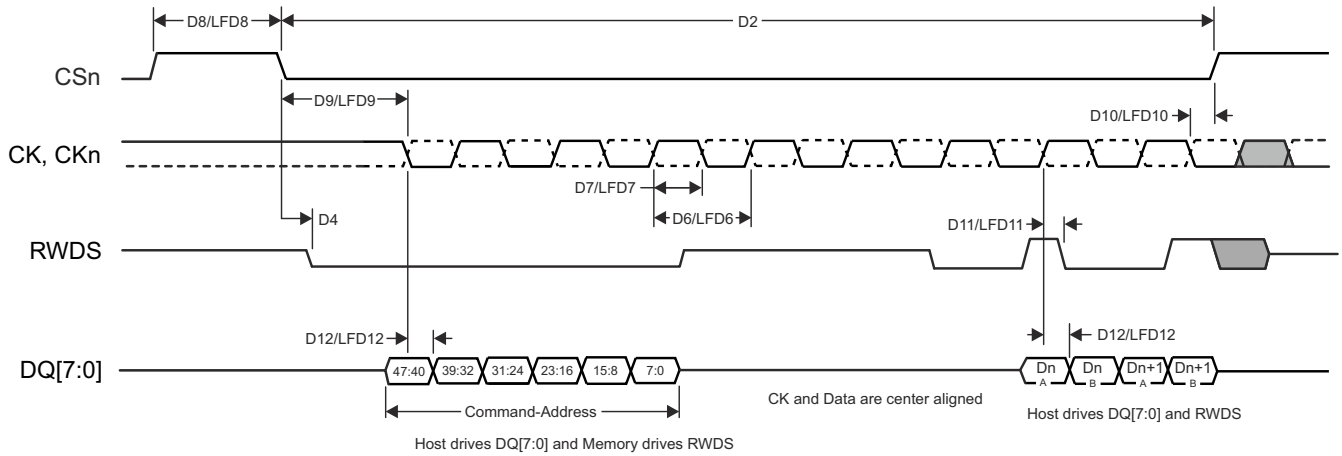 D8/LFD8
D2
CSn
D9/LFD9
D10/LFD10
CK, CKn
D7/LFD7
D4
D6/LFD6
D11/LFD11
RWDS
D12/LFD12
D12/LFD12
DQ[7:0]
47:40 39:32 31:24 23:16 15:8 7:0
Dn Dn Dn+1 Dn+1
A B A B
Command-Address
CK and Data are center aligned
Host drives DQ[7:0] and RWDS
Host drives DQ[7:0] and Memory drives RWDS